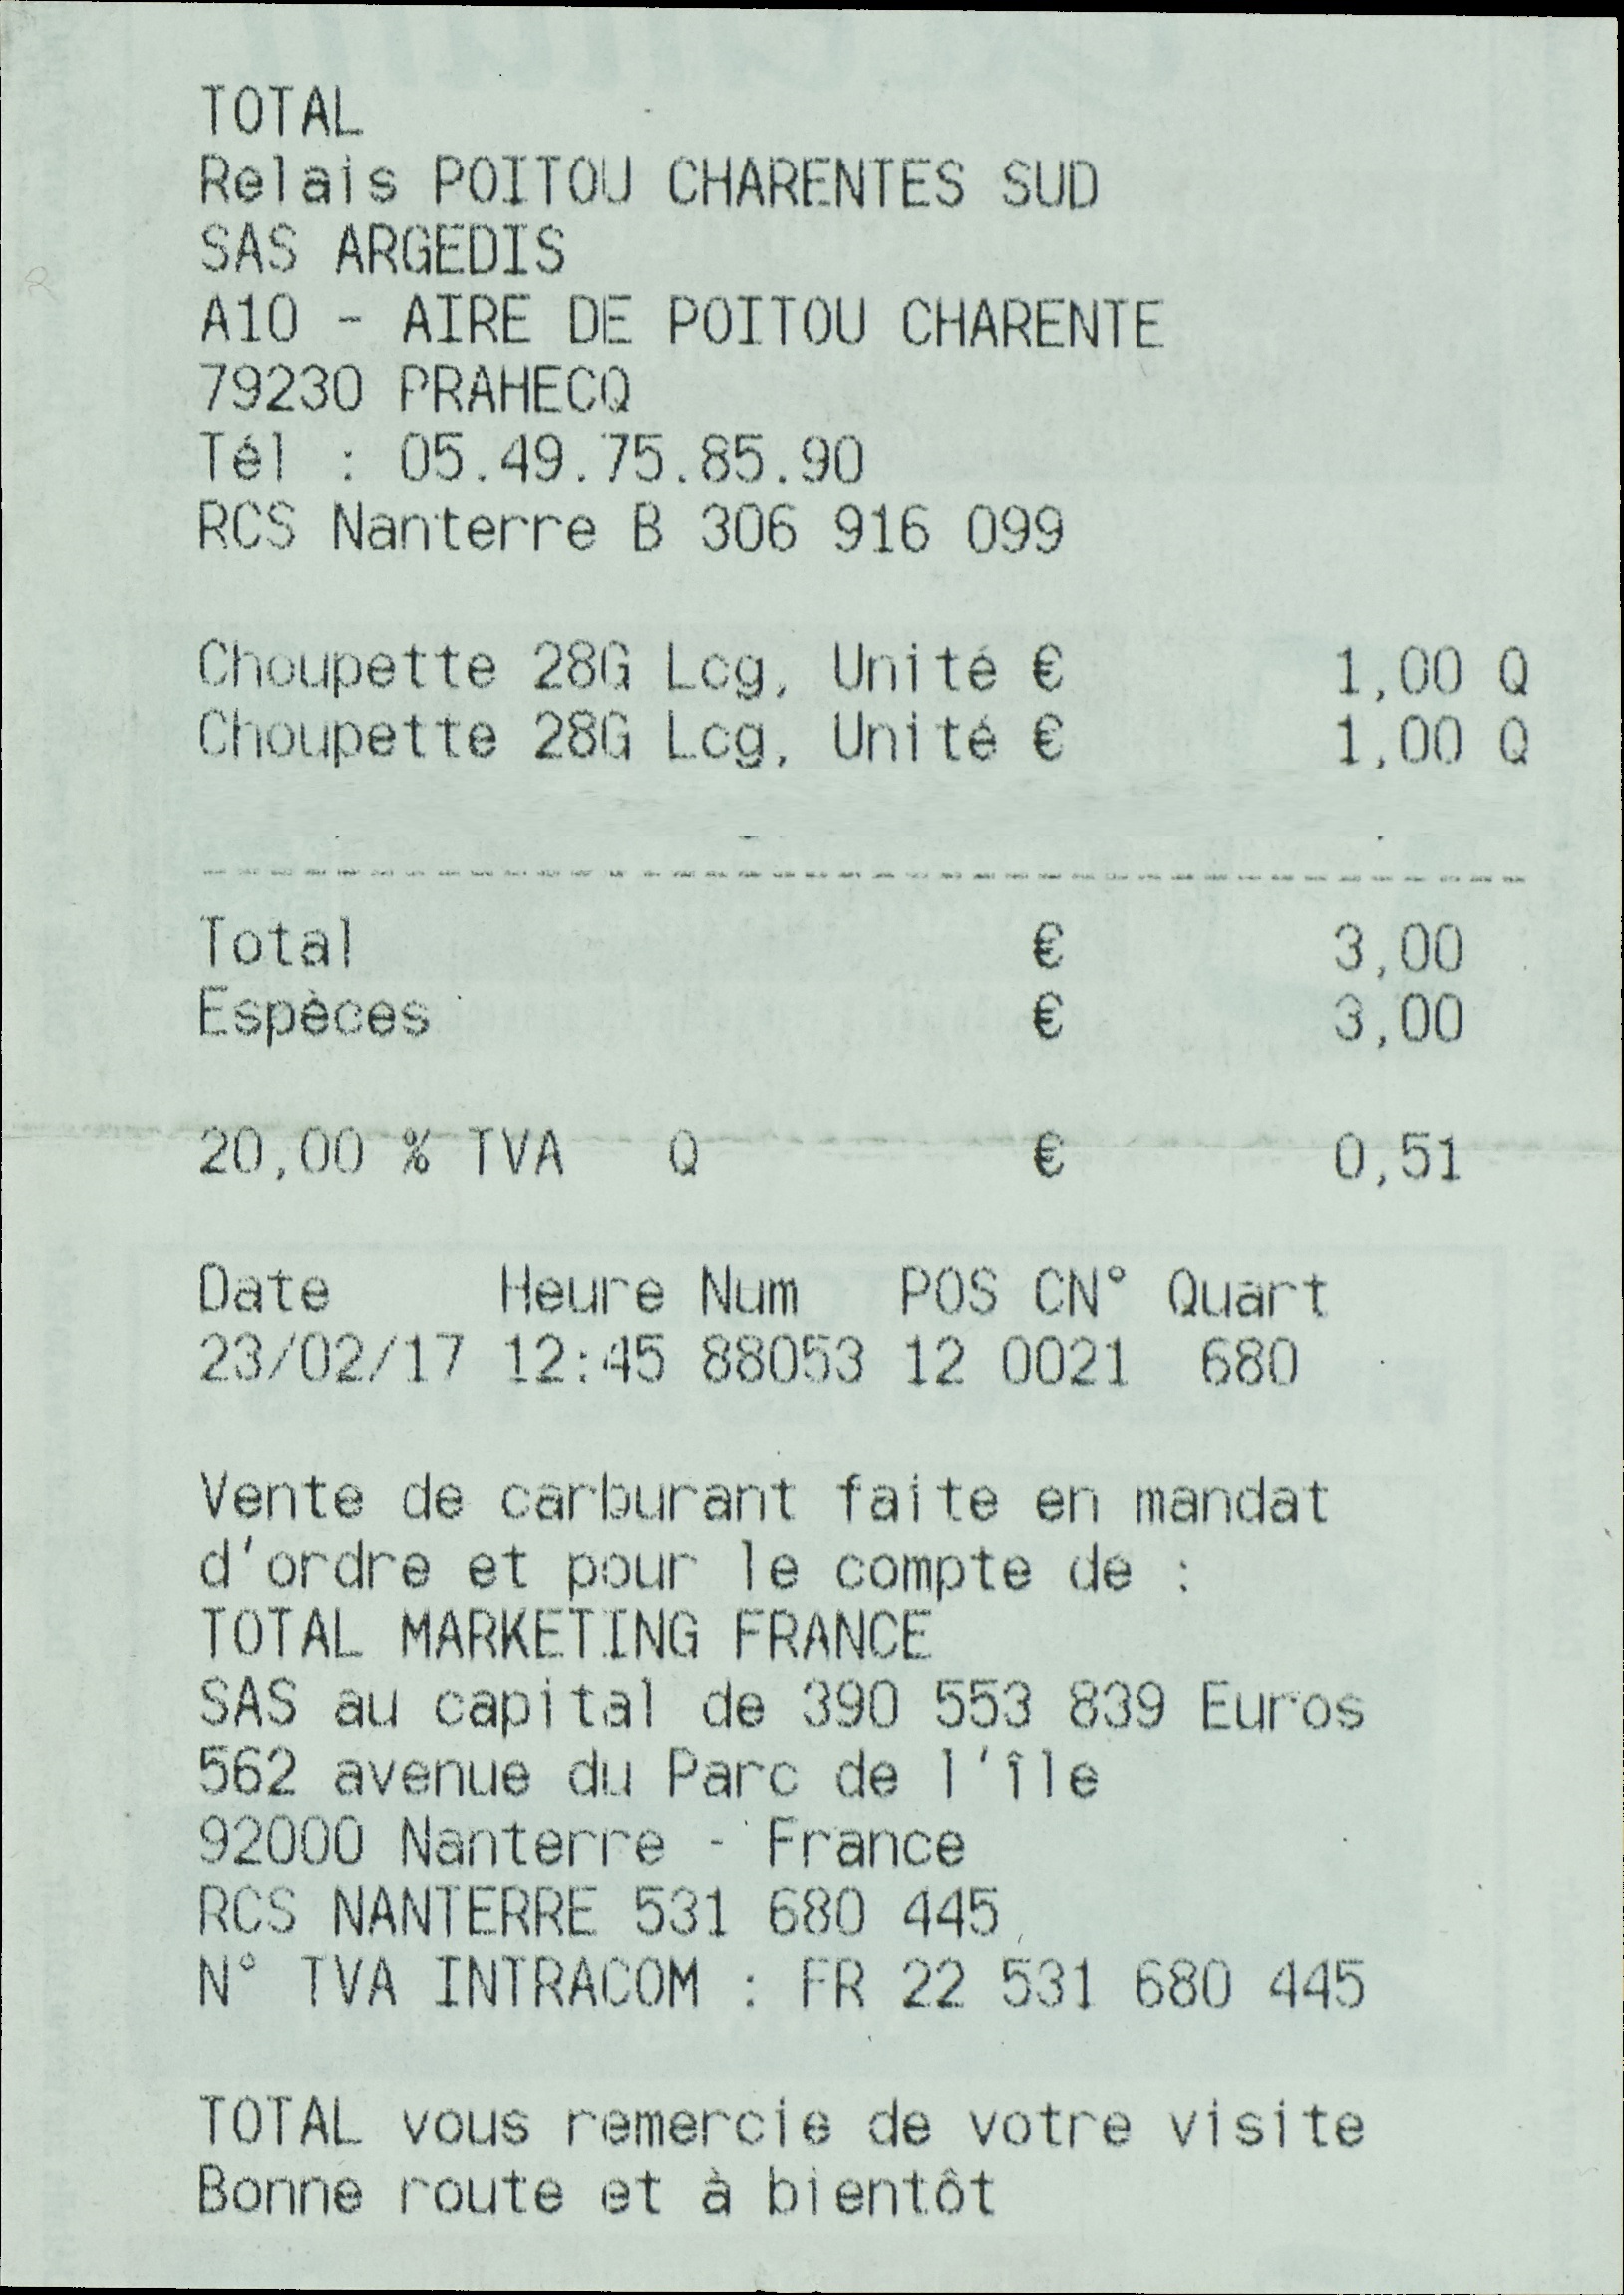 TOTAL
Relais POITOU CHARENTES SUD
SAS ARGEDIS
A10 - AIRE DE POITOU CHARENTE
79230 PRAHECQ
Tél : 05.49.75.85.90
RCS Nanterre B 306 916 099
Choupette 28G Lcg, Unité € 1,00 Q
Choupette 28G Lcg, Unité € 1,00 Q
Total € 3,00
Espèces € 3,00
20,00 % TVA Q € 0,51
Date Heure Num POS CN° Quart
23/02/17 12:45 88053 12 0021 680
Vente de carburant faite en mandat
d'ordre et pour le compte de :
TOTAL MARKETING FRANCE
SAS au capital de 390 553 839 Euros
562 avenue du Parc de l'île
92000 Nanterre - France
RCS NANTERRE 531 680 445
N° TVA INTRACOM : FR 22 531 680 445
TOTAL vous remercie de votre visite
Bonne route et à bientôt